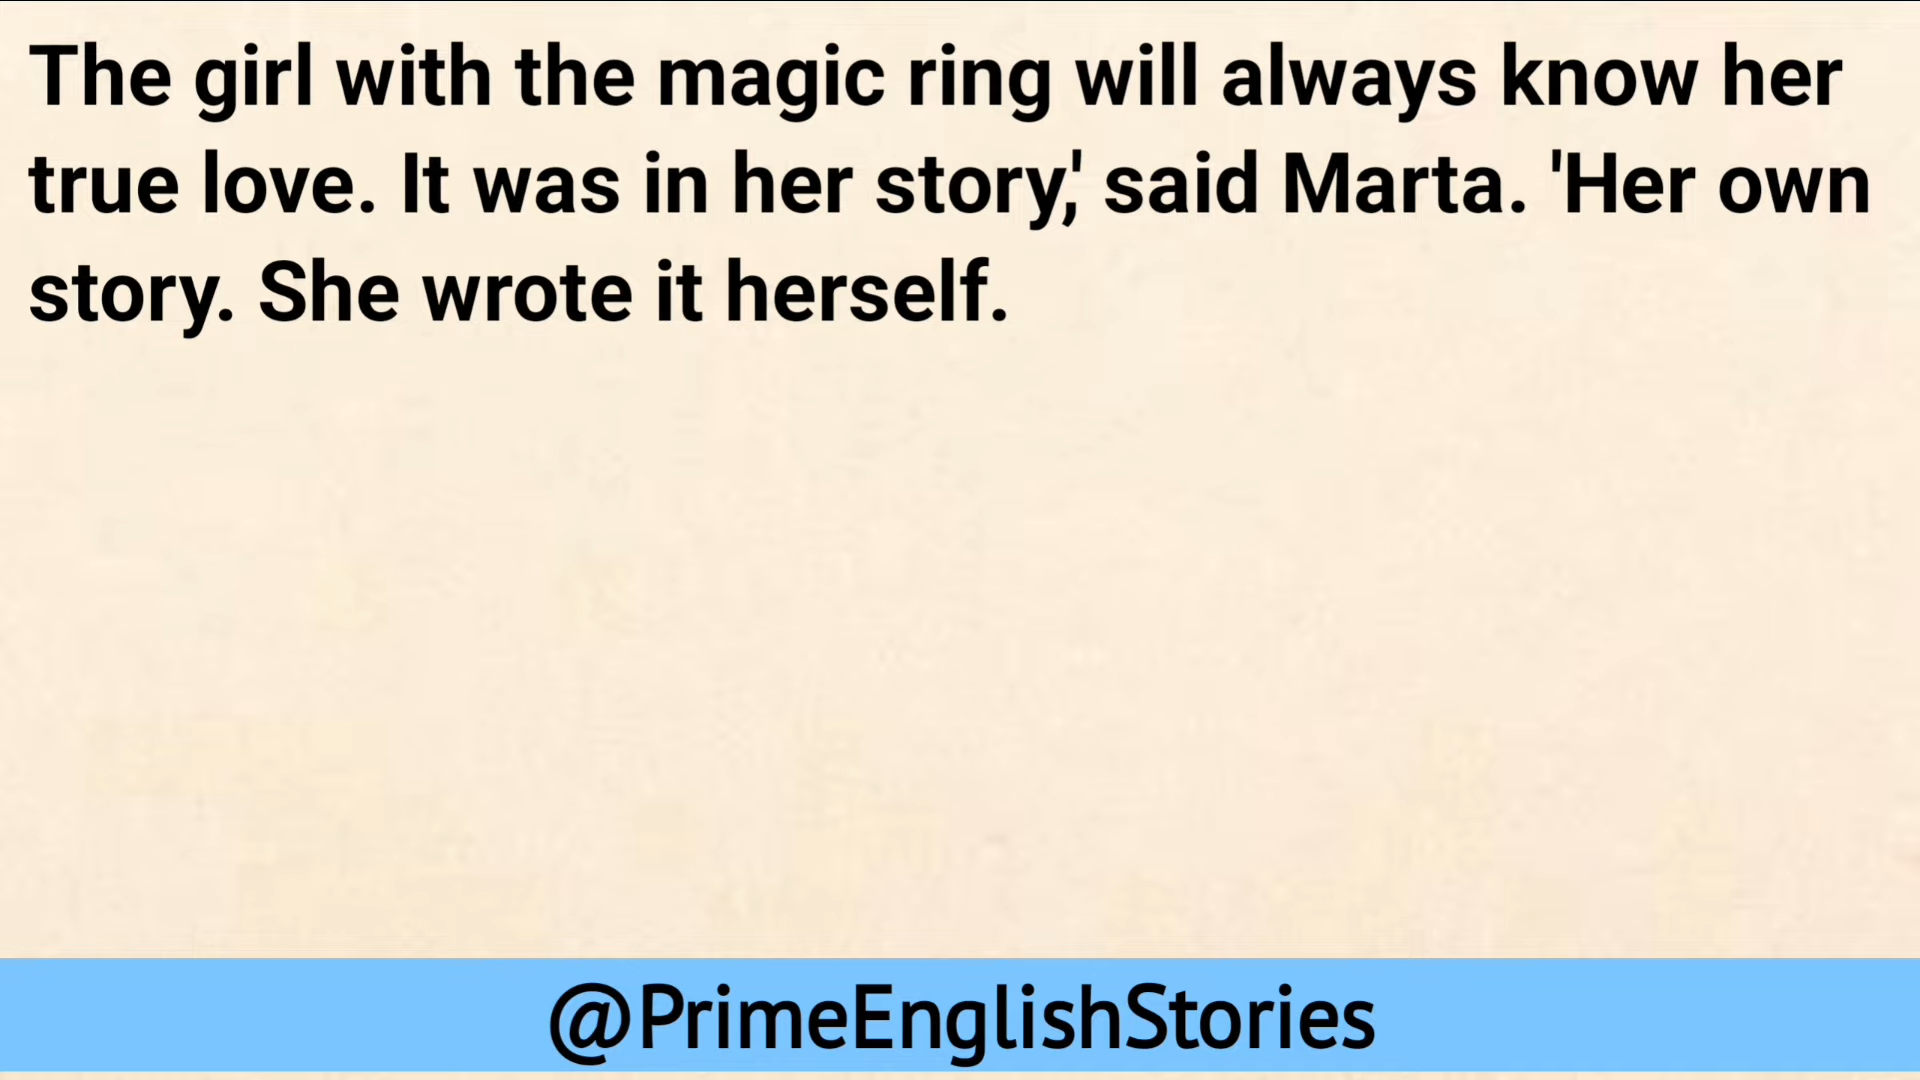 The girl with the magic ring will always know her
true love. It was in her story,' said Marta. 'Her own
story. She wrote it herself.
@PrimeEnglishStories